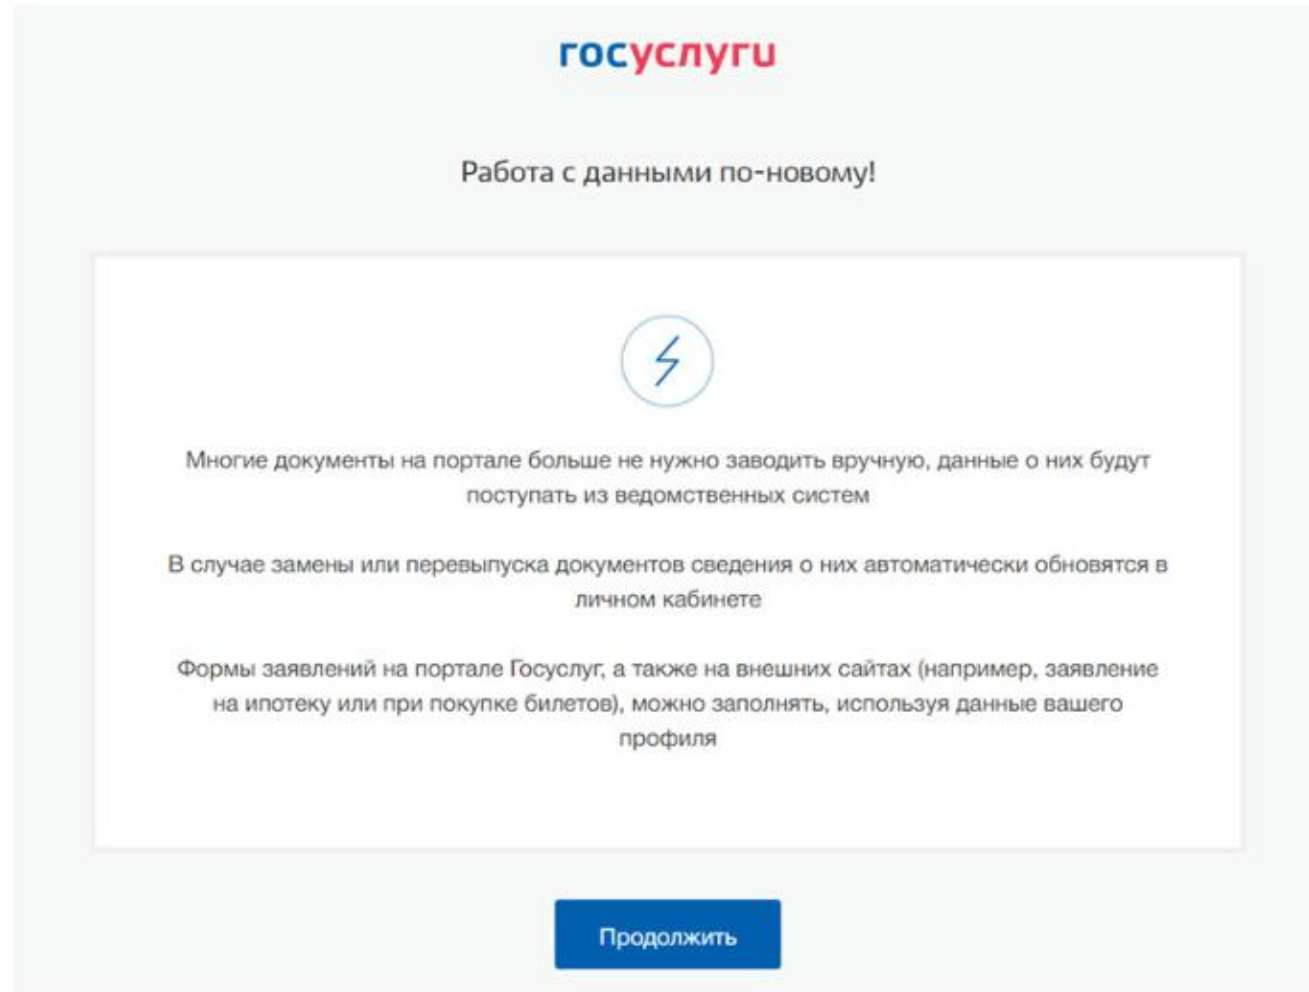 госуслуги
Работа с данными по-новому!
Многие документы на портале больше не нужно заводить вручную, данные о них будут
поступать из ведомственных систем
В случае замены или перевыпуска документов сведения о них автоматически обновятся в
личном кабинете
Формы заявлений на портале Госуслуг, а также на внешних сайтах (например, заявление
на ипотеку или при покупке билетов), можно заполнять, используя данные вашего
профиля
Продолжить